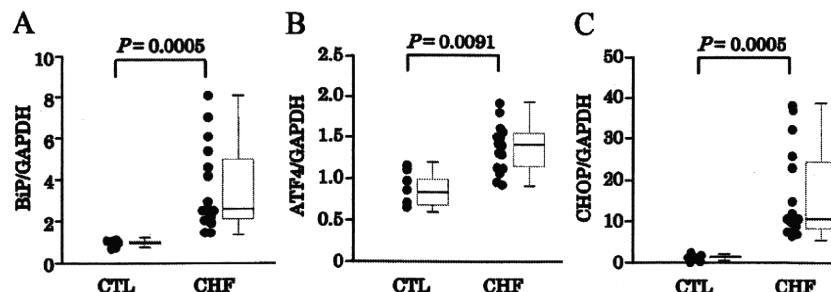 A
P = 0.0005
BiP/GAPDH
10
8
6
4
2
0
CTL
CHF
B
P = 0.0091
ATF4/GAPDH
2.5
2.0
1.5
1.0
0.5
0
CTL
CHF
C
P = 0.0005
CHOP/GAPDH
50
40
30
20
10
0
CTL
CHF